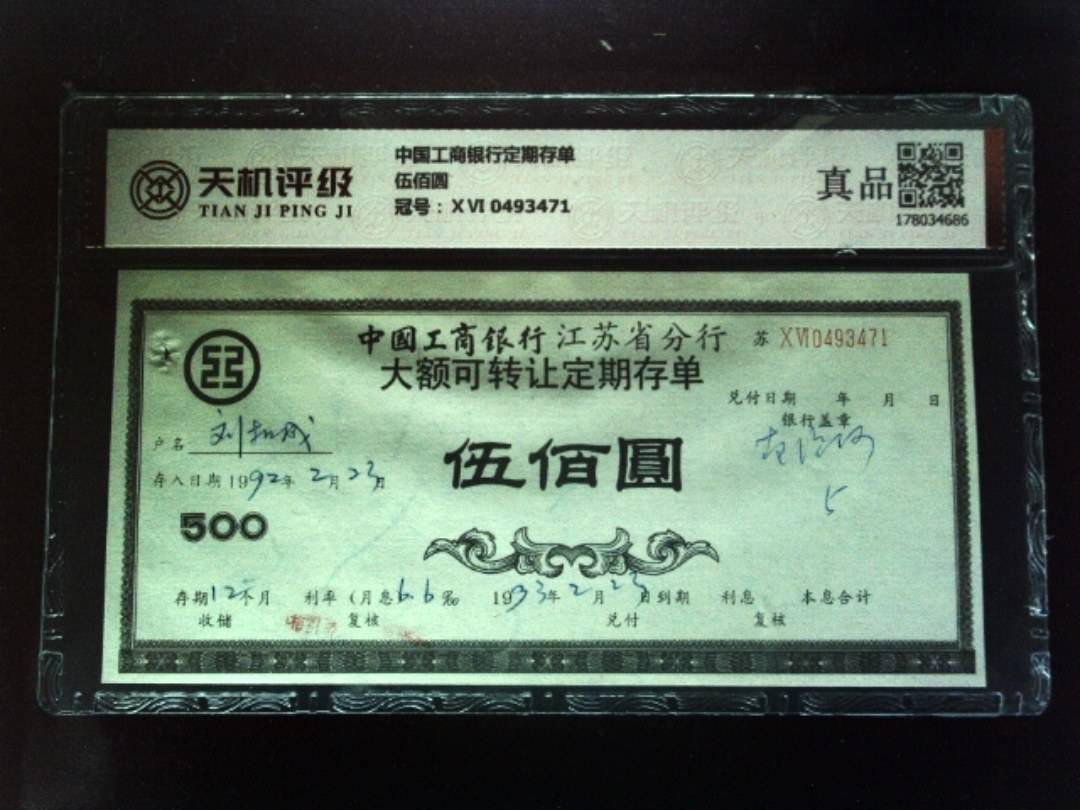 天机评级
TIAN JI PING JI
中国工商银行定期存单
伍佰圆
冠号：XVI 0493471
真品
178034686
中國工商銀行江苏省分行
苏 XVI0493471
大额可转让定期存单
兑付日期 年 月 日
银行盖章
户名 刘
存入日期 1992年 2月 23日
伍佰圓
500
存期12个月 利率(月息6.6‰ 1993年2月23日到期 利息 本息合计
收储 复核 兑付 复核